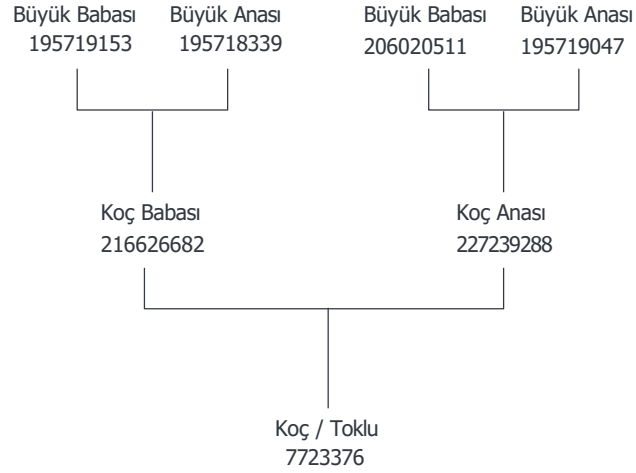 Büyük Babası Büyük Anası Büyük Babası Büyük Anası
195719153 195718339 206020511 195719047
Koç Babası Koç Anası
216626682 227239288
Koç / Toklu
7723376